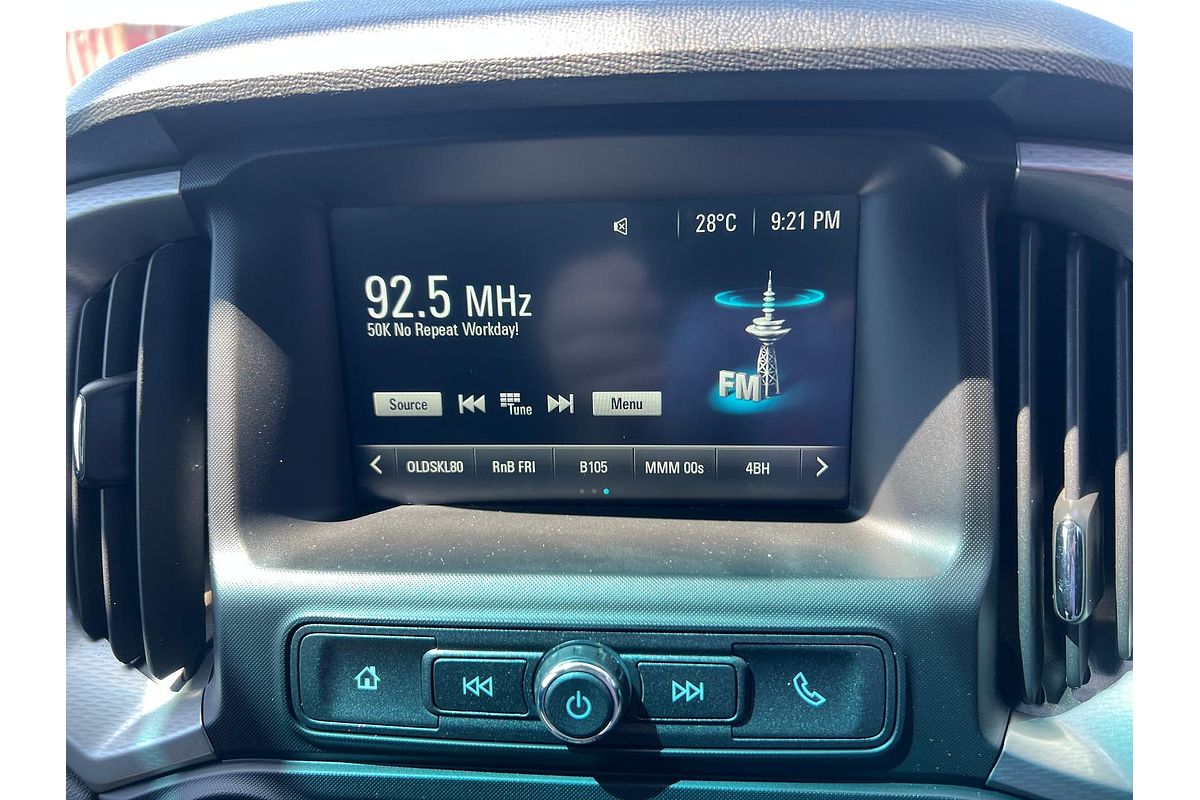 28°C 9:21 PM
92.5 MHz
50K No Repeat Workday!
FM
Source Tune Menu
OLDSKL80 RnB FRI B105 MMM 00s 4BH